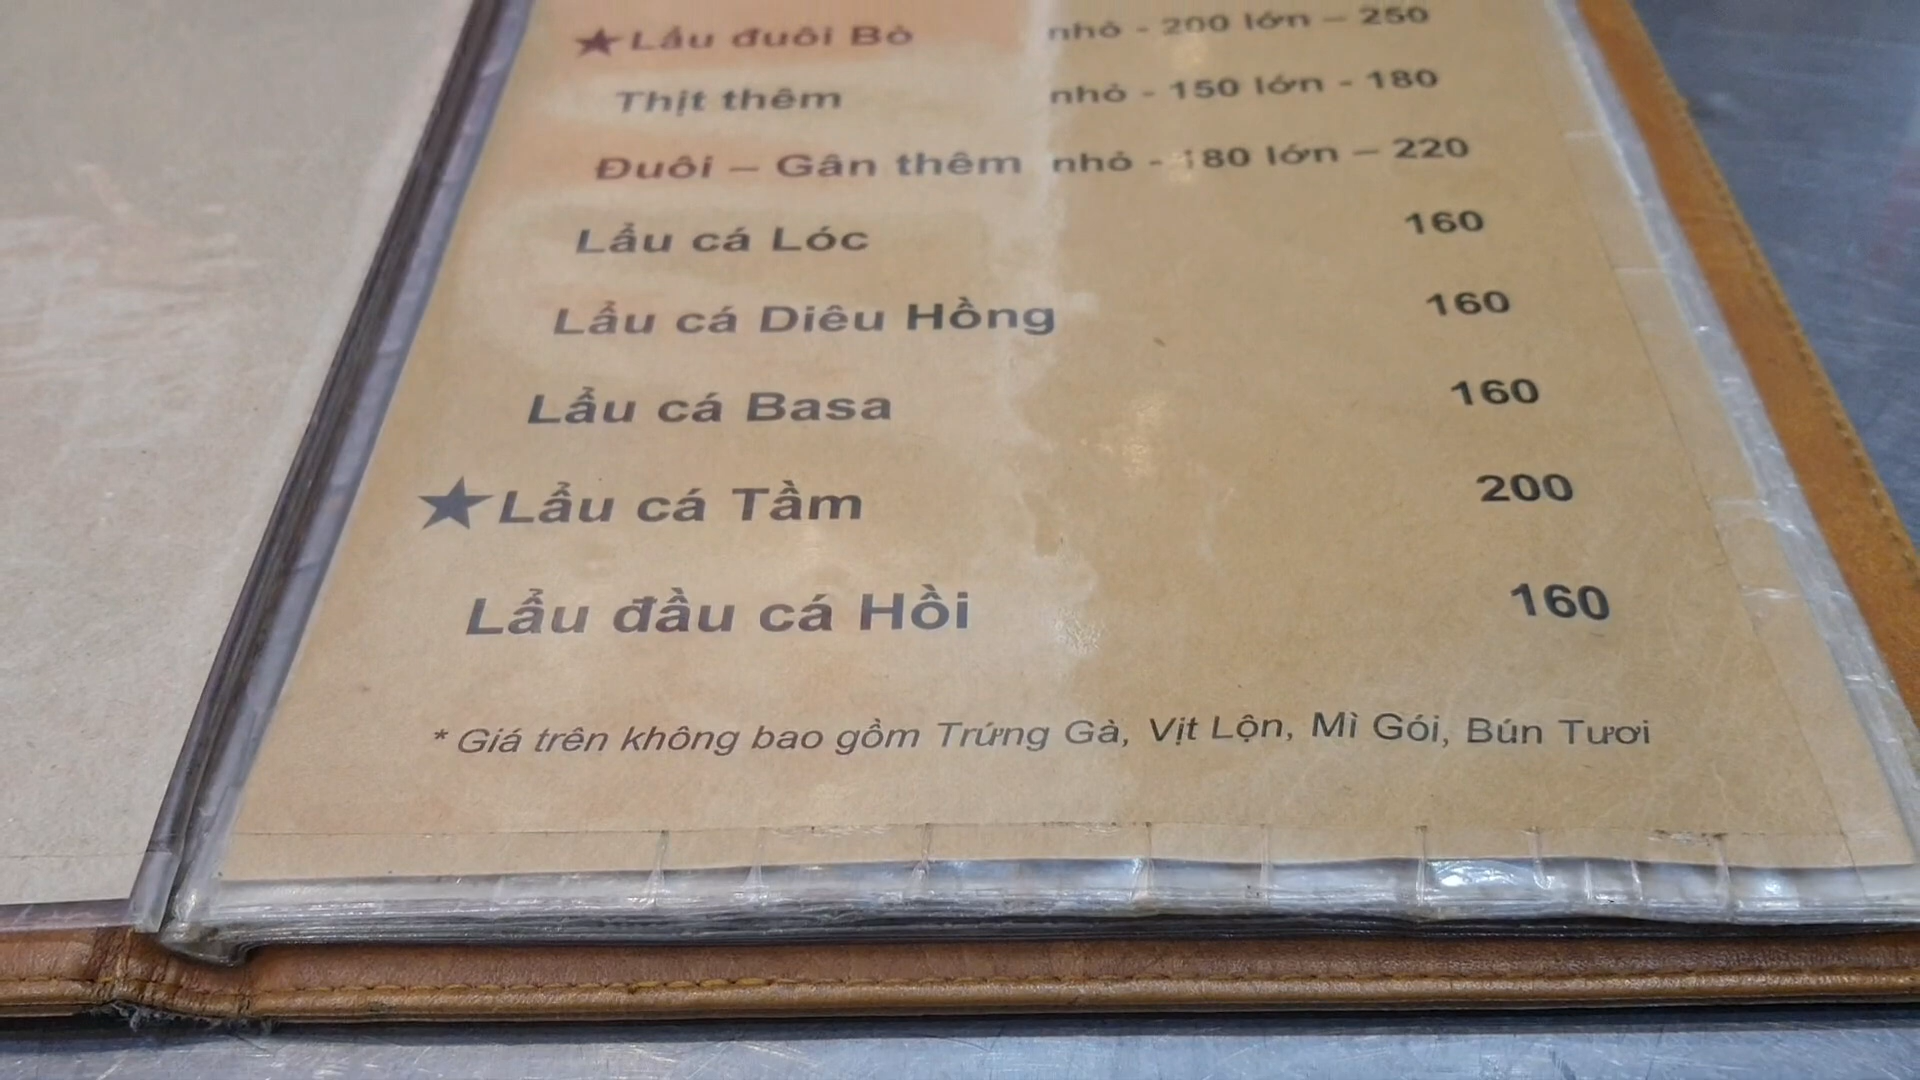 ★Lẩu đuôi Bò nhỏ - 200 lớn – 250
Thịt thêm nhỏ - 150 lớn - 180
Đuôi – Gân thêm nhỏ - 180 lớn – 220
Lẩu cá Lóc 160
Lẩu cá Diêu Hồng 160
Lẩu cá Basa 160
★Lẩu cá Tầm 200
Lẩu đầu cá Hồi 160
* Giá trên không bao gồm Trứng Gà, Vịt Lộn, Mì Gói, Bún Tươi